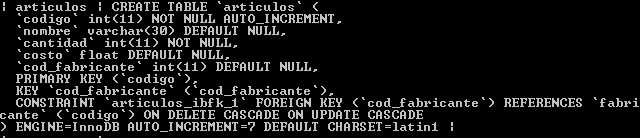 | articulos | CREATE TABLE `articulos` (
`codigo` int(11) NOT NULL AUTO_INCREMENT,
`nombre` varchar(30) DEFAULT NULL,
`cantidad` int(11) NOT NULL,
`costo` float DEFAULT NULL,
`cod_fabricante` int(11) DEFAULT NULL,
PRIMARY KEY (`codigo`),
KEY `cod_fabricante` (`cod_fabricante`),
CONSTRAINT `articulos_ibfk_1` FOREIGN KEY (`cod_fabricante`) REFERENCES `fabri
cante` (`codigo`) ON DELETE CASCADE ON UPDATE CASCADE
) ENGINE=InnoDB AUTO_INCREMENT=7 DEFAULT CHARSET=latin1 |